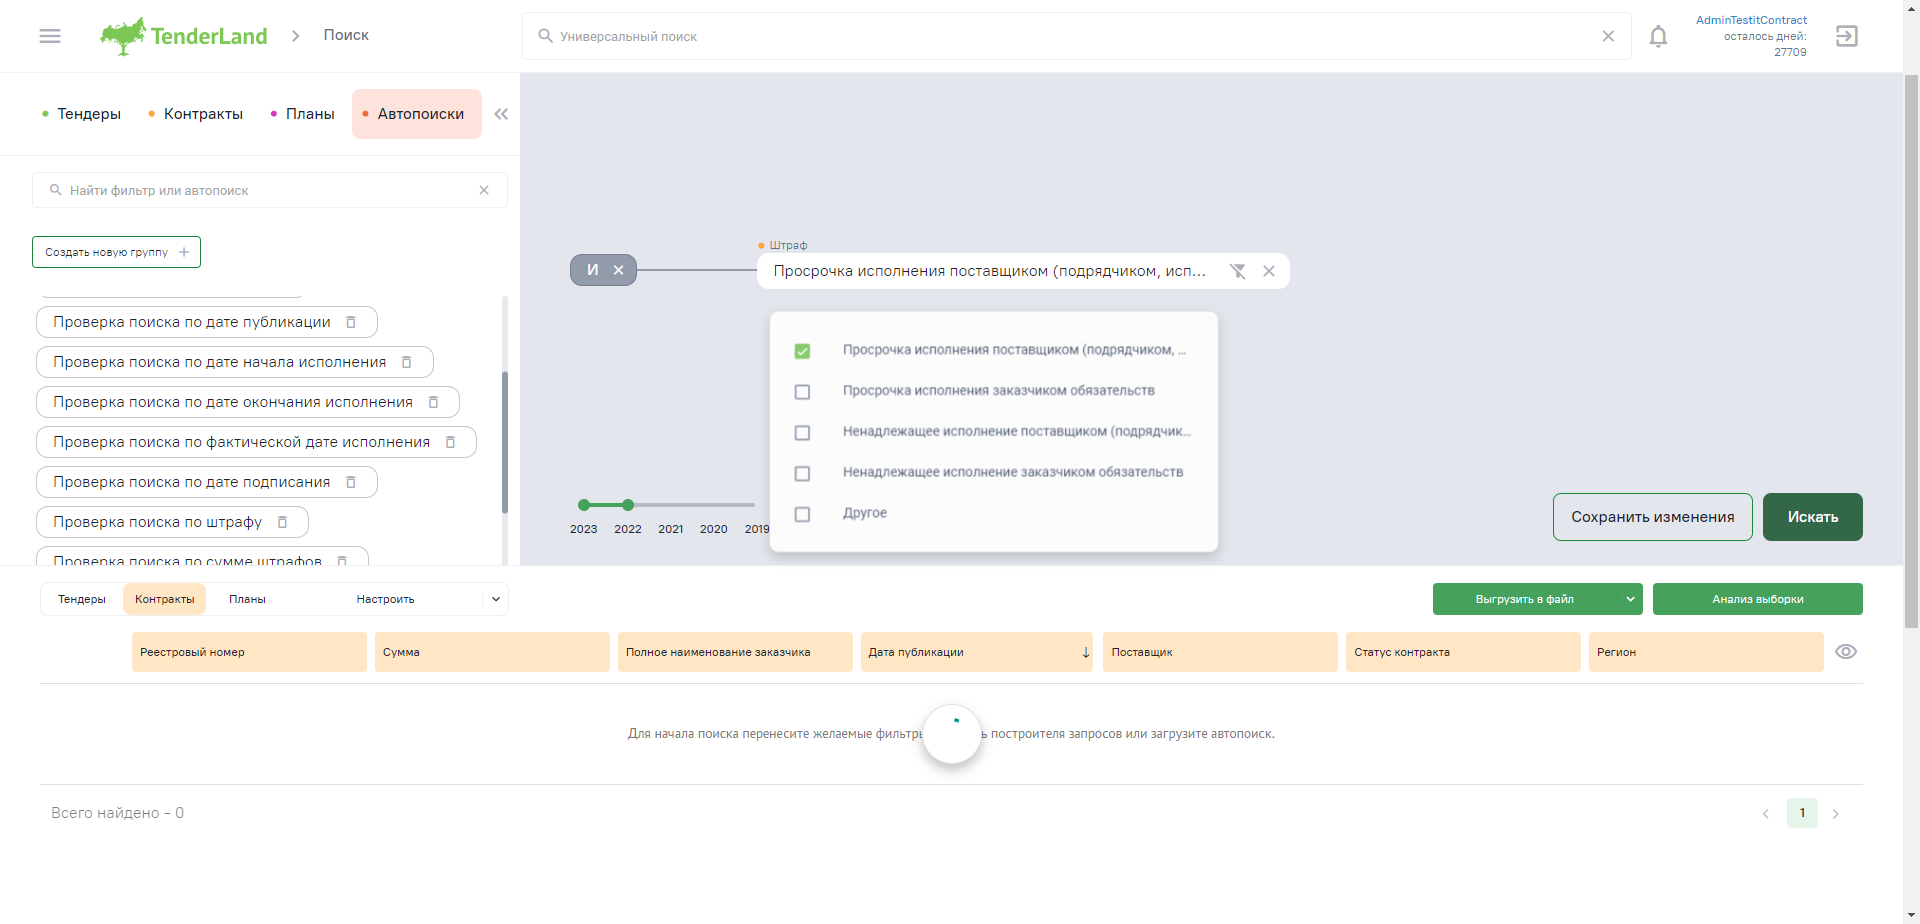 TenderLand
Поиск
Универсальный поиск
AdminTestitContract
осталось дней:
27709
Тендеры
Контракты
Планы
Автопоиски
Найти фильтр или автопоиск
Создать новую группу
Проверка поиска по дате публикации
Проверка поиска по дате начала исполнения
Проверка поиска по дате окончания исполнения
Проверка поиска по фактической дате исполнения
Проверка поиска по дате подписания
Проверка поиска по штрафу
Проверка поиска по сумме штрафов
И
Штраф
Просрочка исполнения поставщиком (подрядчиком, исп...
Просрочка исполнения поставщиком (подрядчиком, ...
Просрочка исполнения заказчиком обязательств
Ненадлежащее исполнение поставщиком (подрядчик...
Ненадлежащее исполнение заказчиком обязательств
Другое
2023 2022 2021 2020 2019
Сохранить изменения
Искать
Тендеры
Контракты
Планы
Настроить
Выгрузить в файл
Анализ выборки
Реестровый номер
Сумма
Полное наименование заказчика
Дата публикации
Поставщик
Статус контракта
Регион
Для начала поиска перенесите желаемые фильтры построителя запросов или загрузите автопоиск.
Всего найдено - 0
1